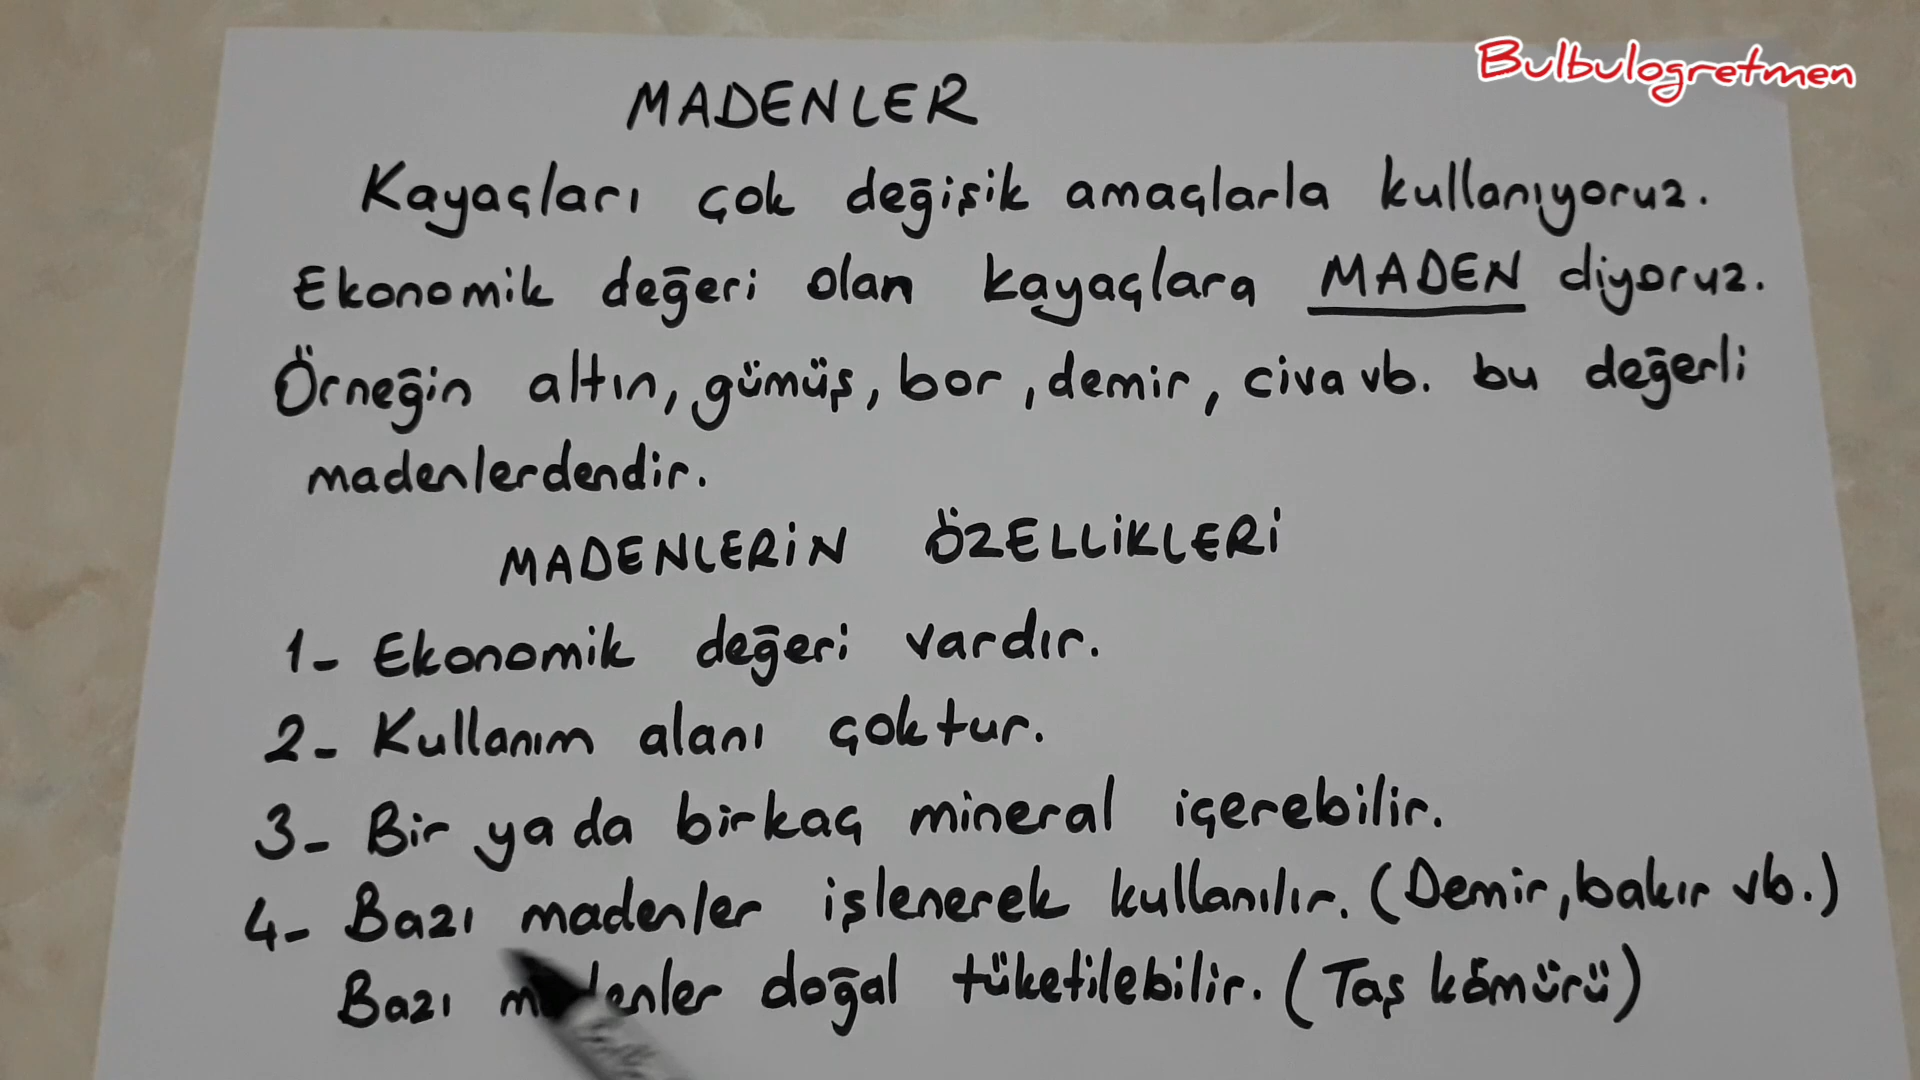 Bulbulogretmen
MADENLER
Kayaçları çok değişik amaçlarla kullanıyoruz.
Ekonomik değeri olan kayaçlara MADEN diyoruz.
Örneğin altın, gümüş, bor, demir, civa vb. bu değerli
madenlerdendir.
MADENLERİN ÖZELLİKLERİ
1- Ekonomik değeri vardır.
2- Kullanım alanı çoktur.
3- Bir ya da birkaç mineral içerebilir.
4- Bazı madenler işlenerek kullanılır. (Demir, bakır vb.)
Bazı madenler doğal tüketilebilir. (Taş kömürü)